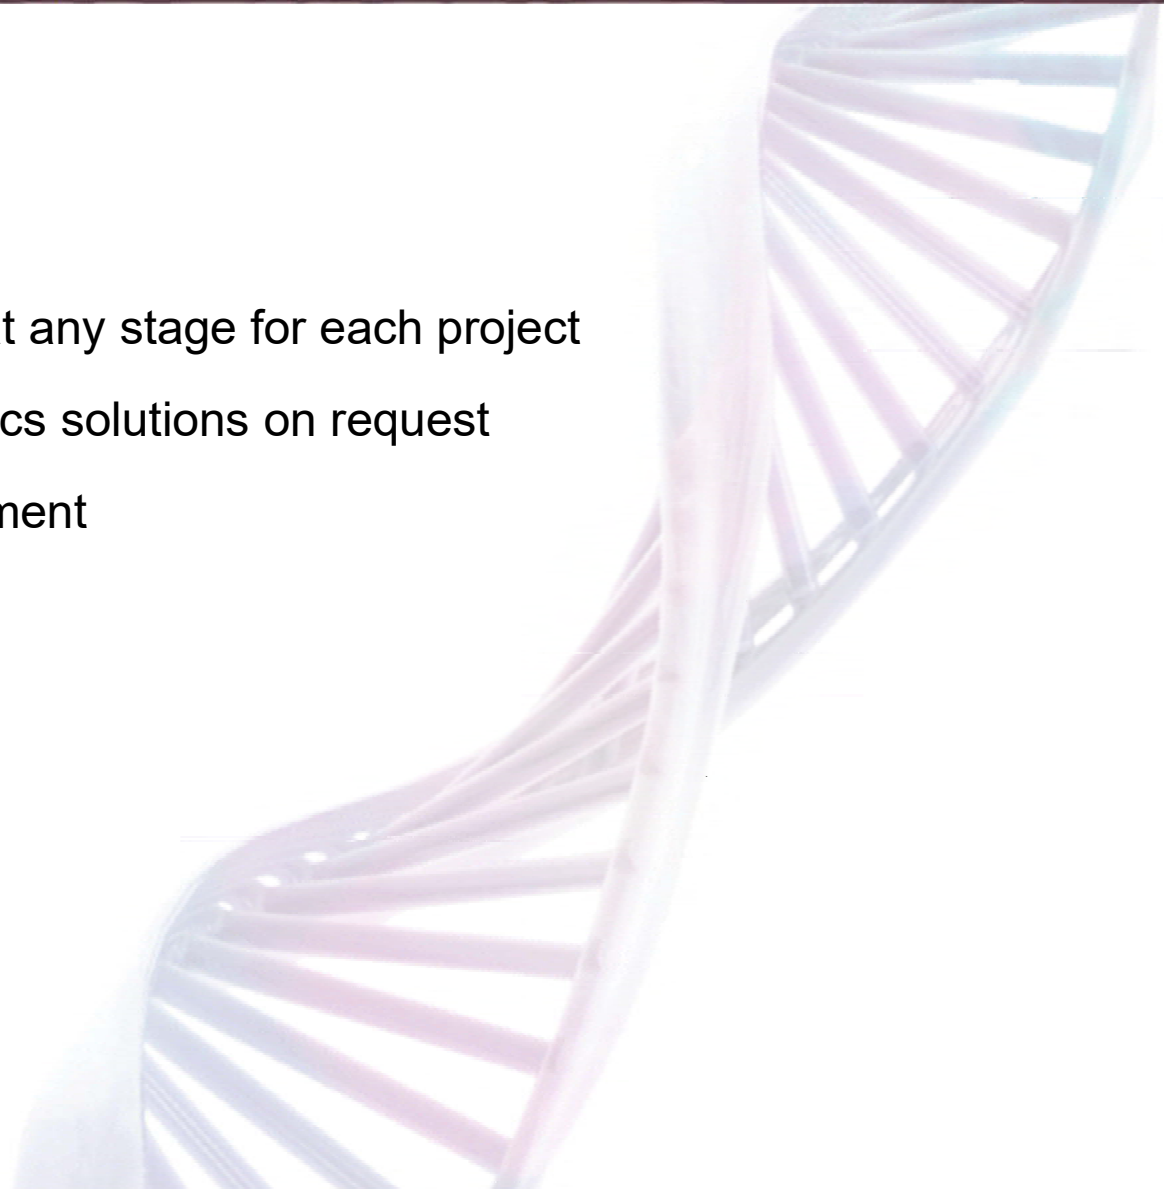 t any stage for each project
cs solutions on request
ment